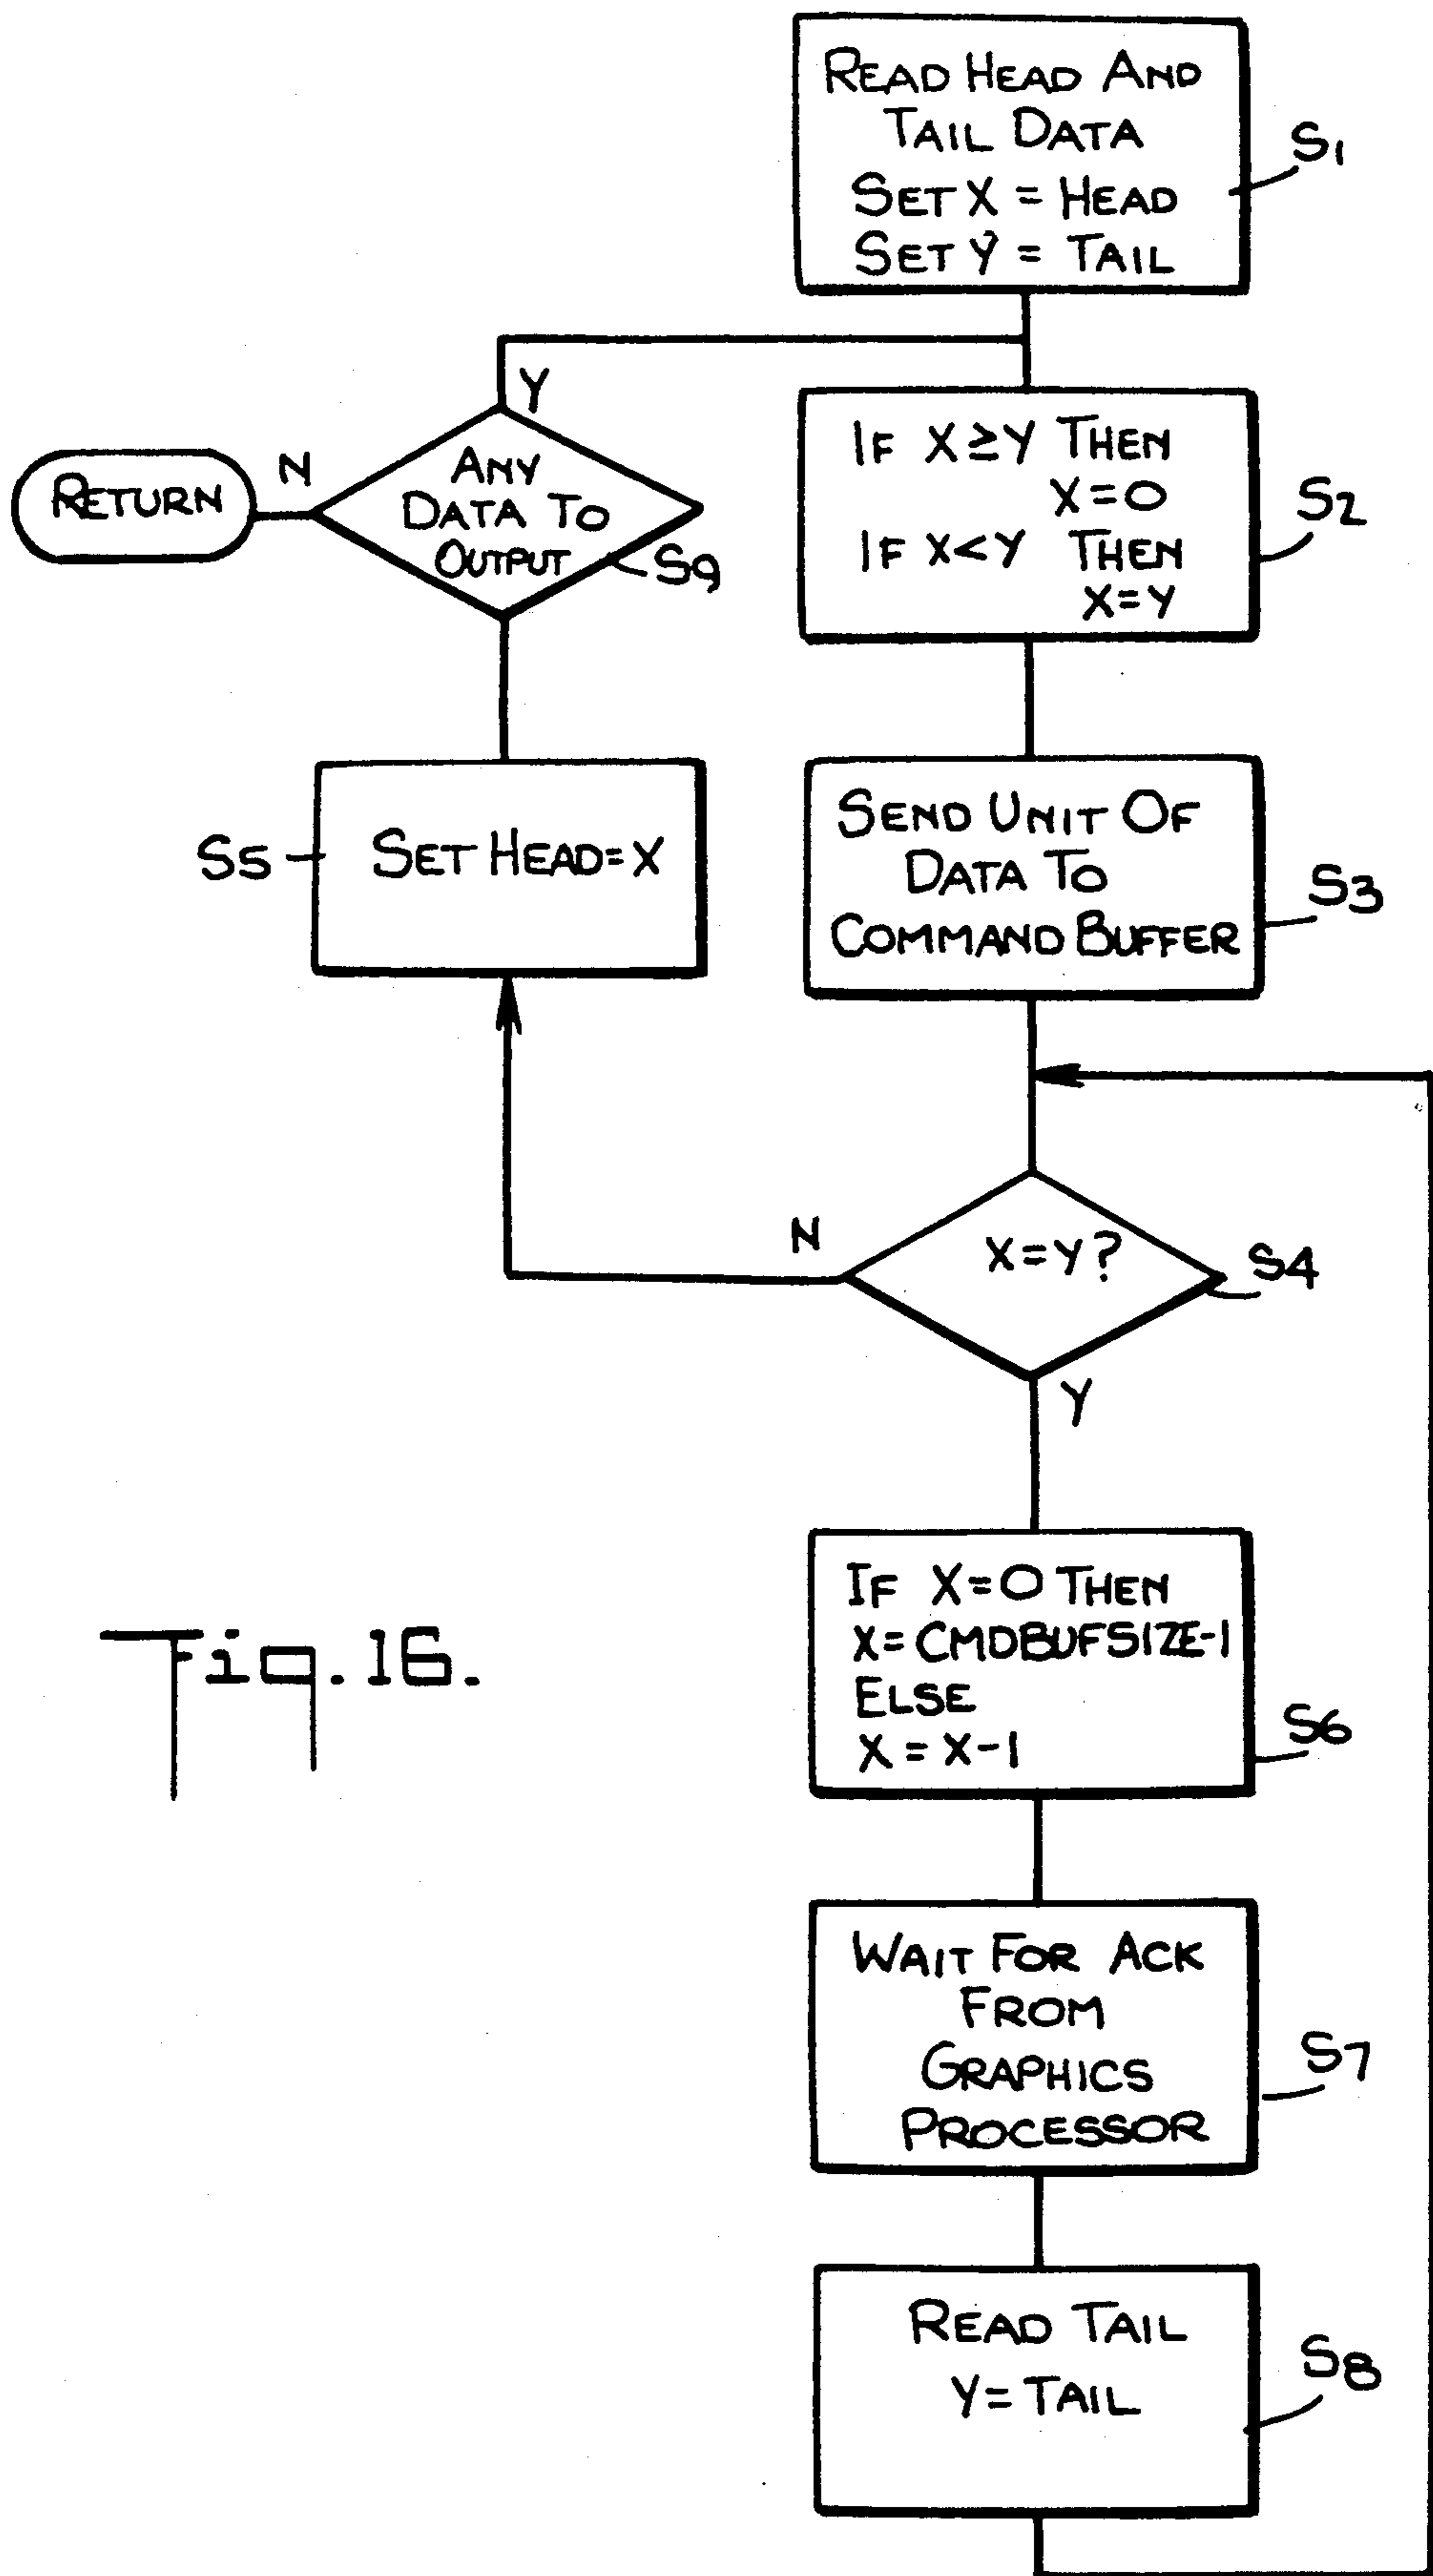 READ HEAD AND
TAIL DATA
SET X = HEAD
SET Y = TAIL
S1
Y
N
RETURN
ANY
DATA TO
OUTPUT
S9
IF X≥Y THEN
X=0
IF X<Y THEN
X=Y
S2
S5
SET HEAD=X
SEND UNIT OF
DATA TO
COMMAND BUFFER
S3
N
X=Y?
S4
Y
IF X=0 THEN
X=CMDBUFSIZE-1
ELSE
X=X-1
S6
Fig. 16.
WAIT FOR ACK
FROM
GRAPHICS
PROCESSOR
S7
READ TAIL
Y=TAIL
S8